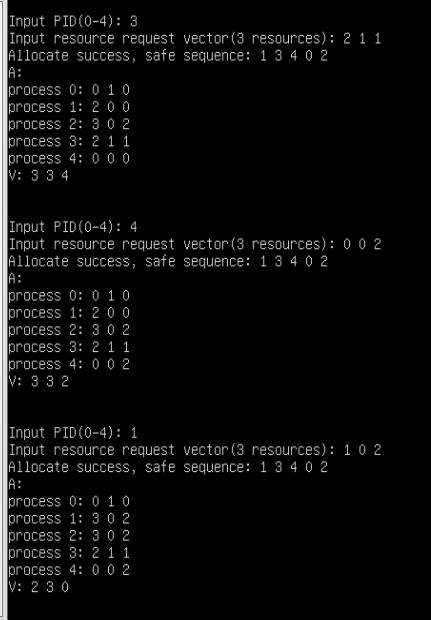 Input PID(0-4): 3
Input resource request vector(3 resources): 2 1 1
Allocate success, safe sequence: 1 3 4 0 2
A:
process 0: 0 1 0
process 1: 2 0 0
process 2: 3 0 2
process 3: 2 1 1
process 4: 0 0 0
V: 3 3 4
Input PID(0-4): 4
Input resource request vector(3 resources): 0 0 2
Allocate success, safe sequence: 1 3 4 0 2
A:
process 0: 0 1 0
process 1: 2 0 0
process 2: 3 0 2
process 3: 2 1 1
process 4: 0 0 2
V: 3 3 2
Input PID(0-4): 1
Input resource request vector(3 resources): 1 0 2
Allocate success, safe sequence: 1 3 4 0 2
A:
process 0: 0 1 0
process 1: 3 0 2
process 2: 3 0 2
process 3: 2 1 1
process 4: 0 0 2
V: 2 3 0